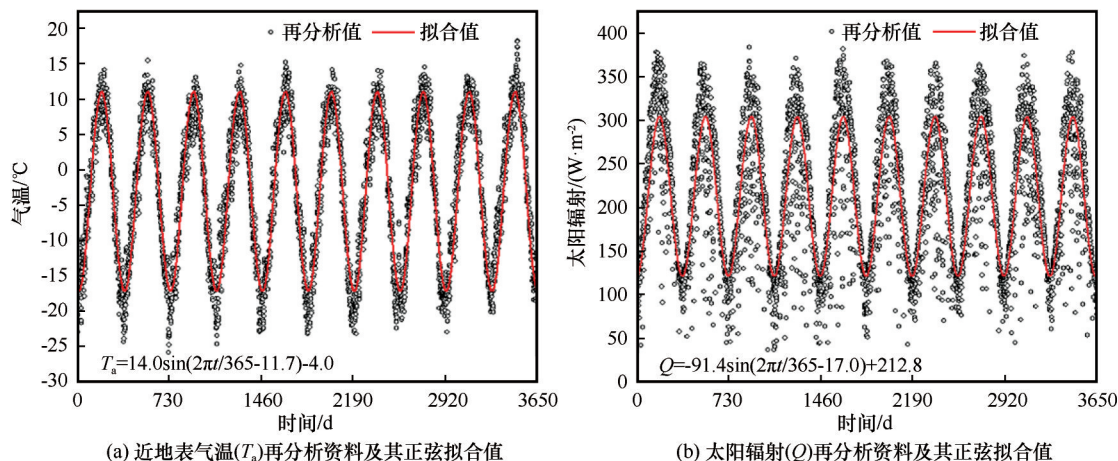 再分析值 拟合值
气温/℃
20
15
10
5
0
-5
-10
-15
-20
-25
-30
Tₐ=14.0sin(2πt/365-11.7)-4.0
0 730 1460 2190 2920 3650
时间/d
(a) 近地表气温(Tₐ)再分析资料及其正弦拟合值
再分析值 拟合值
太阳辐射/(W·m⁻²)
400
350
300
250
200
150
100
50
0
Q=-91.4sin(2πt/365-17.0)+212.8
0 730 1460 2190 2920 3650
时间/d
(b) 太阳辐射(Q)再分析资料及其正弦拟合值